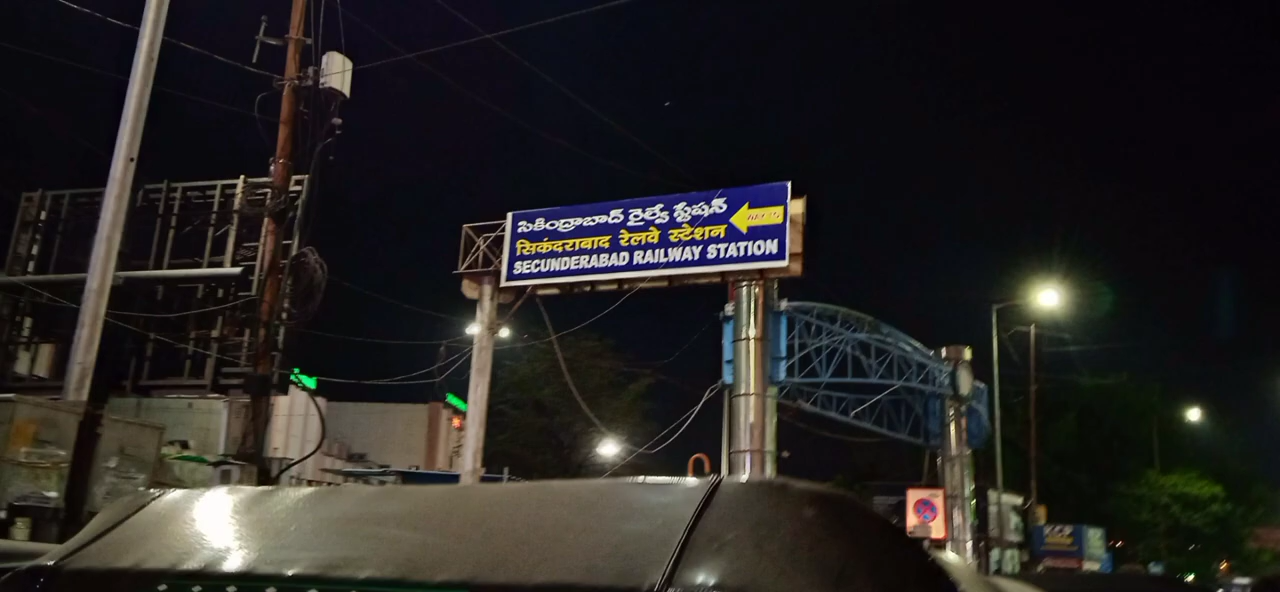 సికింద్రాబాద్ రైల్వే స్టేషన్
सिकंदराबाद रेलवे स्टेशन
SECUNDERABAD RAILWAY STATION